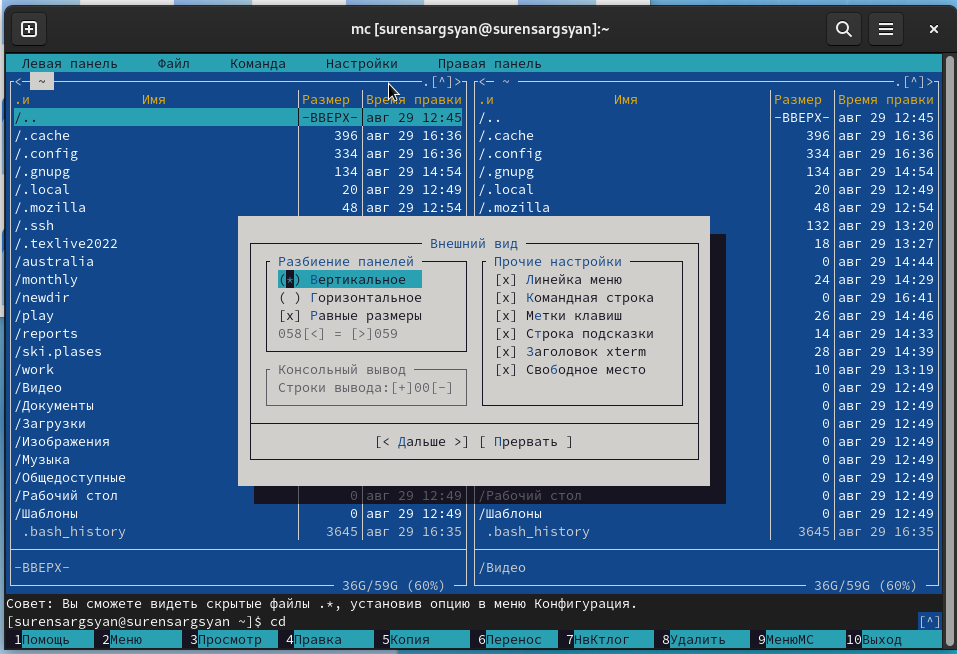 mc [surensargsyan@surensargsyan]:~
Левая панель Файл Команда Настройки Правая панель
<─ ~ .[^]> <─ ~ .[^]>
.и Имя Размер Время правки .и Имя Размер Время правки
/.. -ВВЕРХ- авг 29 12:45 /.. -ВВЕРХ- авг 29 12:45
/.cache 396 авг 29 16:36 /.cache 396 авг 29 16:36
/.config 334 авг 29 16:36 /.config 334 авг 29 16:36
/.gnupg 134 авг 29 14:54 /.gnupg 134 авг 29 14:54
/.local 20 авг 29 12:49 /.local 20 авг 29 12:49
/.mozilla 48 авг 29 12:54 /.mozilla 48 авг 29 12:54
/.ssh 132 авг 29 13:20
/.texlive2022 Внешний вид 18 авг 29 13:27
/australia Разбиение панелей Прочие настройки 0 авг 29 14:44
/monthly (*) Вертикальное [x] Линейка меню 24 авг 29 14:29
/newdir ( ) Горизонтальное [x] Командная строка 0 авг 29 16:41
/play [x] Равные размеры [x] Метки клавиш 26 авг 29 14:46
/reports 058[<] = [>]059 [x] Строка подсказки 14 авг 29 14:33
/ski.plases [x] Заголовок xterm 28 авг 29 14:39
/work Консольный вывод [x] Свободное место 10 авг 29 13:19
/Видео Строки вывода:[+]00[-] 0 авг 29 12:49
/Документы 0 авг 29 12:49
/Загрузки 0 авг 29 12:49
/Изображения [< Дальше >] [ Прервать ] 0 авг 29 12:49
/Музыка 0 авг 29 12:49
/Общедоступные 0 авг 29 12:49
/Рабочий стол 0 авг 29 12:49 /Рабочий стол 0 авг 29 12:49
/Шаблоны 0 авг 29 12:49 /Шаблоны 0 авг 29 12:49
.bash_history 3645 авг 29 16:35 .bash_history 3645 авг 29 16:35
-ВВЕРХ- /Видео
36G/59G (60%) 36G/59G (60%)
Совет: Вы сможете видеть скрытые файлы .*, установив опцию в меню Конфигурация.
[surensargsyan@surensargsyan ~]$ cd [^]
1Помощь 2Меню 3Просмотр 4Правка 5Копия 6Перенос 7НвКтлог 8Удалить 9МенюMC 10Выход